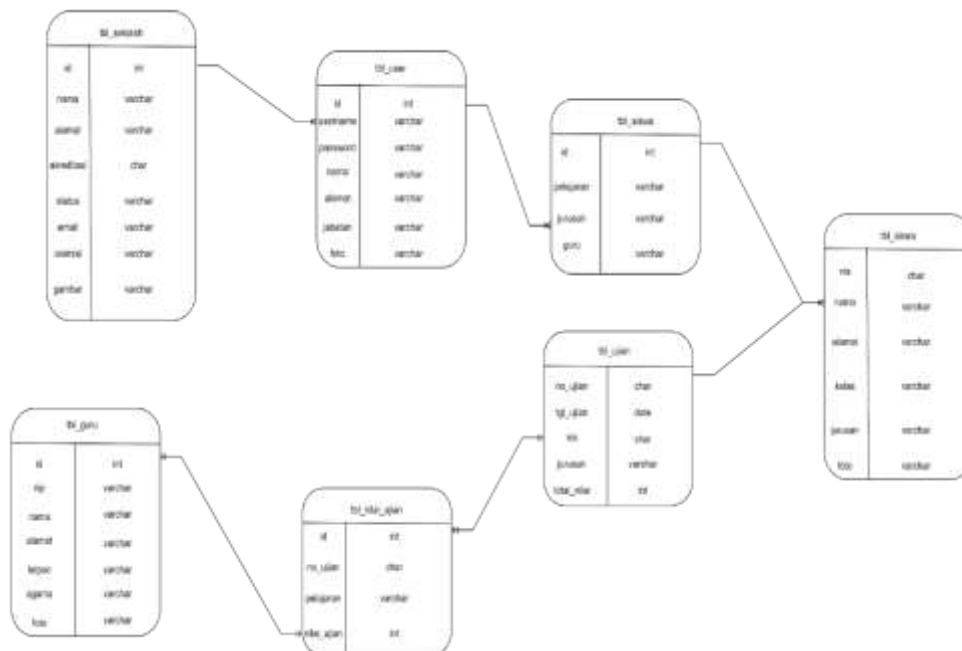 tbl_sekolah
id int
nama varchar
alamat varchar
akreditasi char
status varchar
email varchar
varchar
gambar varchar
tbl_user
id int
username varchar
password varchar
nama varchar
alamat varchar
jabatan varchar
foto varchar
id int
pelajaran varchar
jurusan varchar
guru varchar
tbl_siswa
nis char
nama varchar
alamat varchar
kelas varchar
jurusan varchar
foto varchar
tbl_ujian
no_ujian char
tgl_ujian date
nis char
jurusan varchar
total_nilai int
tbl_guru
id int
nip varchar
nama varchar
alamat varchar
telpon varchar
agama varchar
foto varchar
tbl_nilai_ujian
id int
no_ujian char
pelajaran varchar
nilai_ujian int